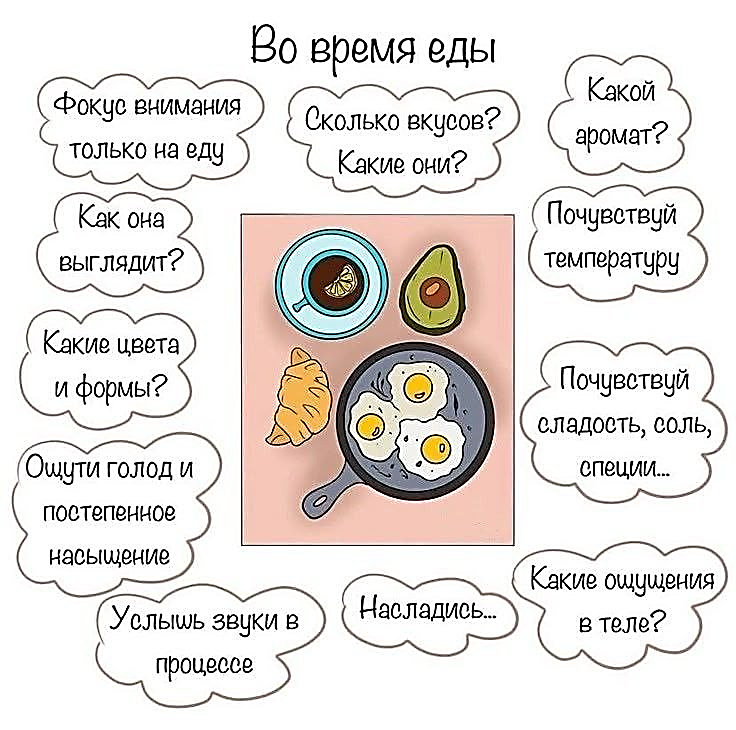 Во время еды
Фокус внимания
только на еду
Сколько вкусов?
Какие они?
Какой
аромат?
Как она
выглядит?
Почувствуй
температуру
Какие цвета
и формы?
Почувствуй
сладость, соль,
специи...
Ощути голод и
постепенное
насыщение
Какие ощущения
в теле?
Насладись...
Услышь звуки в
процессе